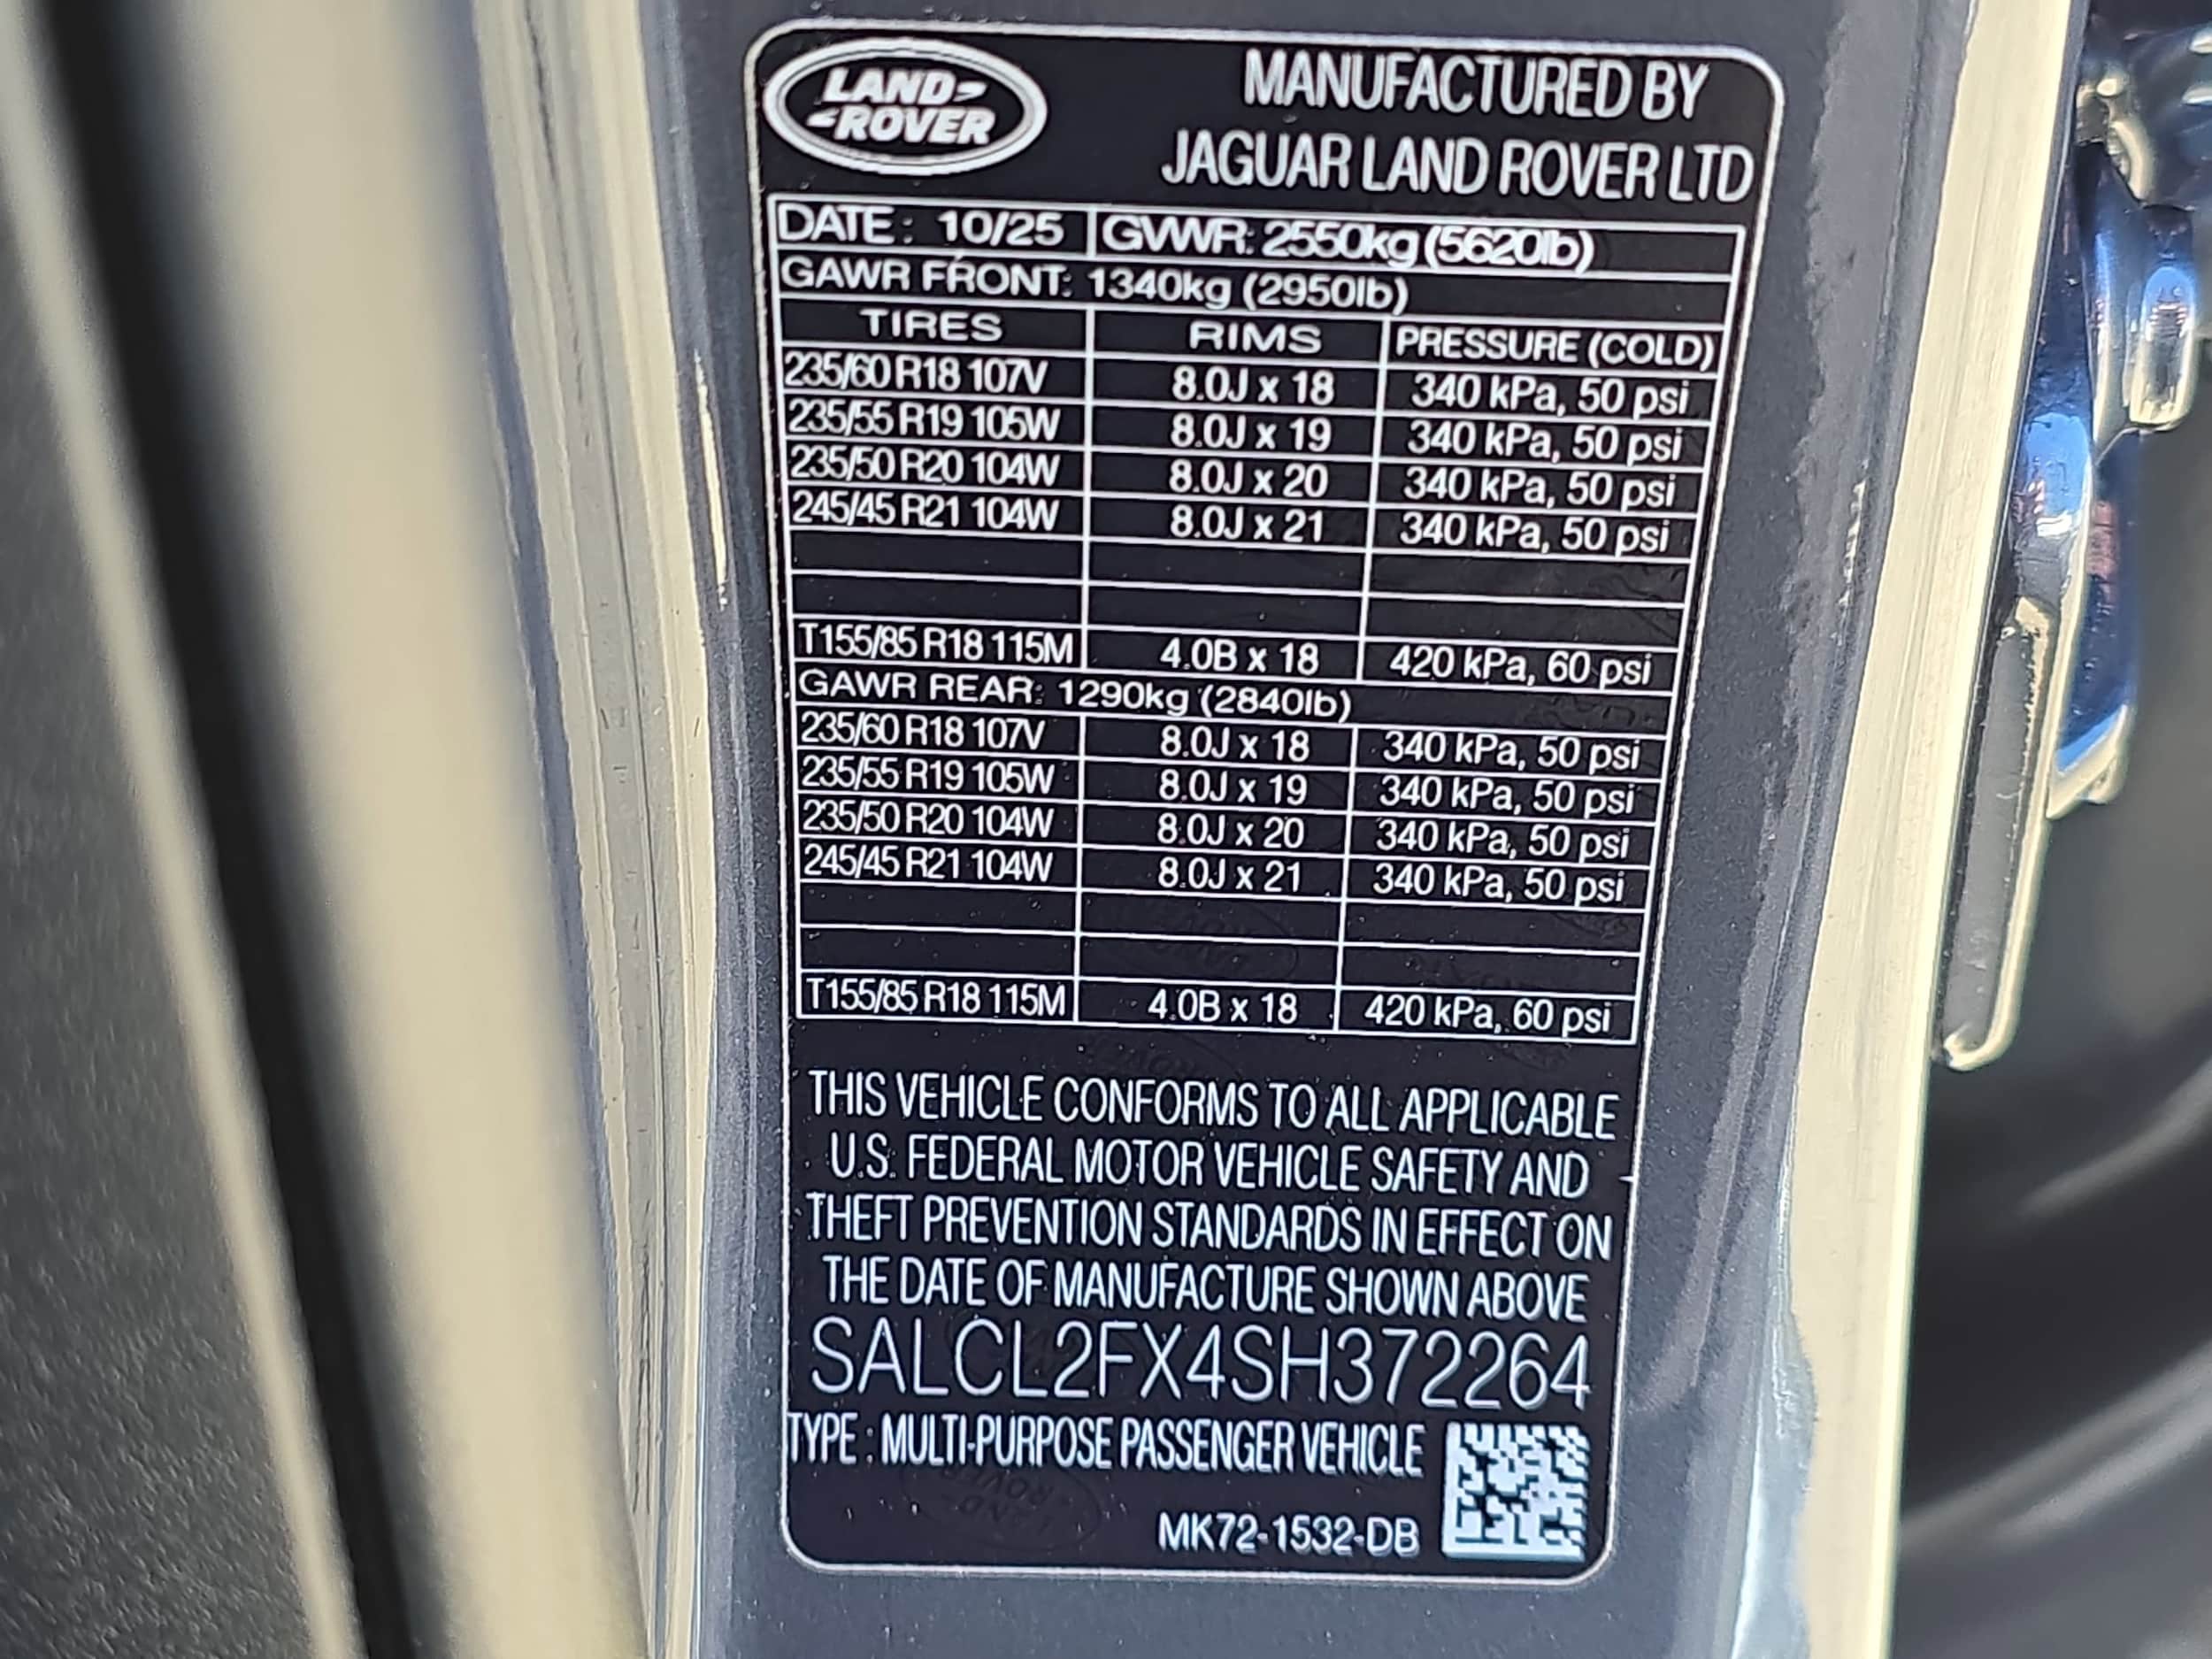 LAND-
-ROVER
MANUFACTURED BY
JAGUAR LAND ROVER LTD
DATE: 10/25 GVWR: 2550kg (5620lb)
GAWR FRONT: 1340kg (2950lb)
TIRES RIMS PRESSURE (COLD)
235/60 R18 107V 8.0J x 18 340 kPa, 50 psi
235/55 R19 105W 8.0J x 19 340 kPa, 50 psi
235/50 R20 104W 8.0J x 20 340 kPa, 50 psi
245/45 R21 104W 8.0J x 21 340 kPa, 50 psi
T155/85 R18 115M 4.0B x 18 420 kPa, 60 psi
GAWR REAR: 1290kg (2840lb)
235/60 R18 107V 8.0J x 18 340 kPa, 50 psi
235/55 R19 105W 8.0J x 19 340 kPa, 50 psi
235/50 R20 104W 8.0J x 20 340 kPa, 50 psi
245/45 R21 104W 8.0J x 21 340 kPa, 50 psi
T155/85 R18 115M 4.0B x 18 420 kPa, 60 psi
THIS VEHICLE CONFORMS TO ALL APPLICABLE
U.S. FEDERAL MOTOR VEHICLE SAFETY AND
THEFT PREVENTION STANDARDS IN EFFECT ON
THE DATE OF MANUFACTURE SHOWN ABOVE
SALCL2FX4SH372264
TYPE : MULTI-PURPOSE PASSENGER VEHICLE
MK72-1532-DB